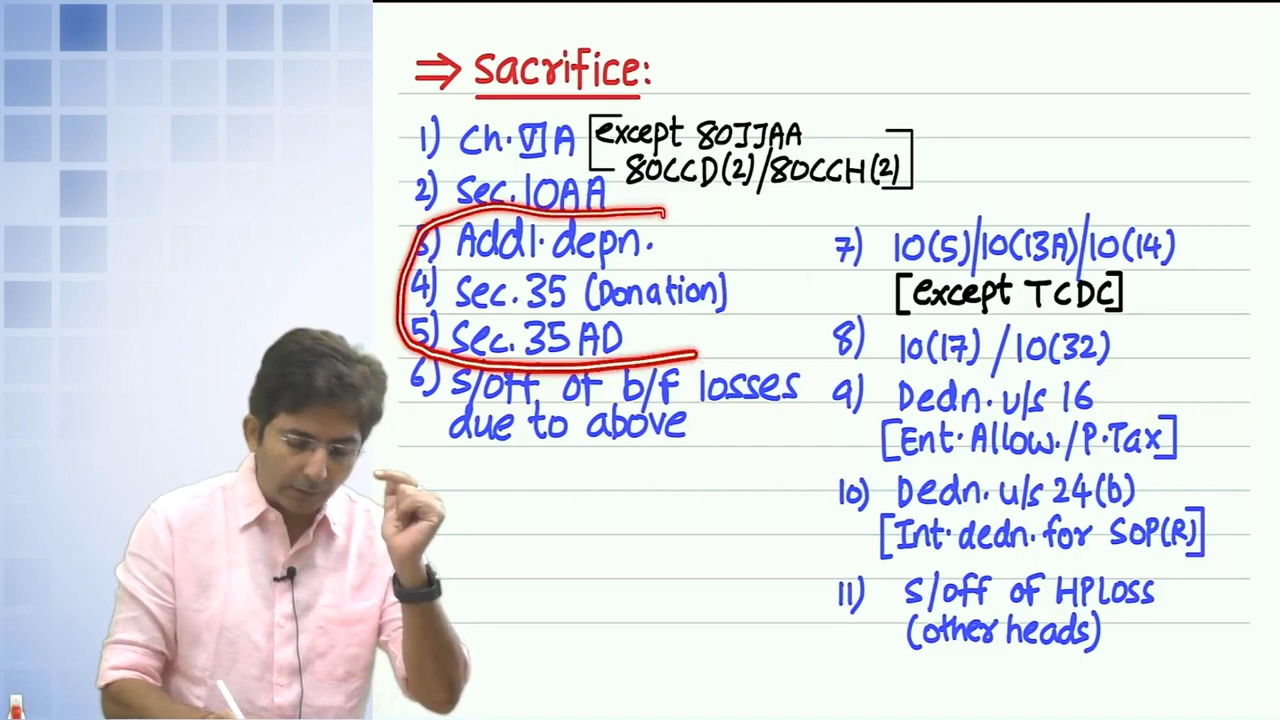 ⇒ Sacrifice:
1) Ch. VI A [except 80JJAA
80CCD(2)/80CCH(2)]
2) Sec. 10AA
3) Addl. depn.
4) Sec. 35 (Donation]
5) Sec. 35 AD
6) S/off of b/f losses
due to above
7) 10(5)/10(13A)/10(14)
[except TCDC]
8) 10(17) / 10(32)
9) Dedn. u/s 16
[Ent. Allow. / P. Tax]
10) Dedn. u/s 24(b)
[Int. dedn. for SOP(R)]
11) S/off of HP LOSS
(other heads)